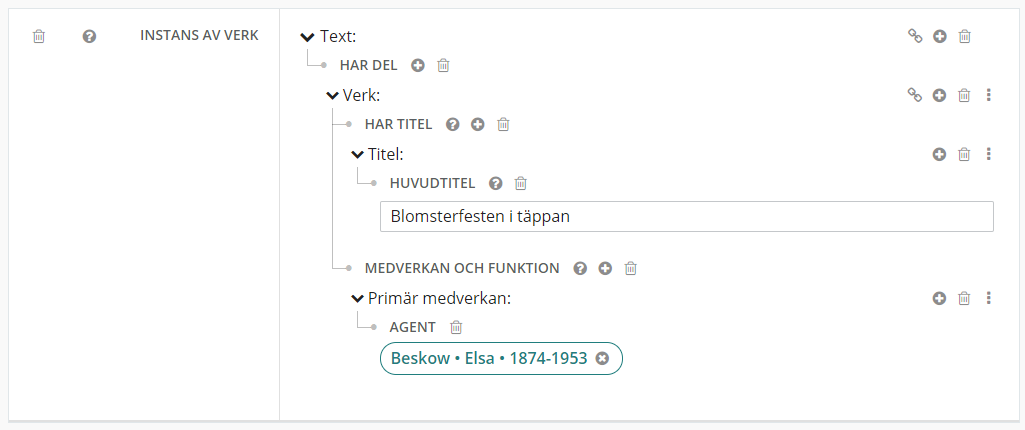 INSTANS AV VERK
Text:
HAR DEL
Verk:
HAR TITEL
Titel:
HUVUDTITEL
Blomsterfesten i täppan
MEDVERKAN OCH FUNKTION
Primär medverkan:
AGENT
Beskow • Elsa • 1874-1953